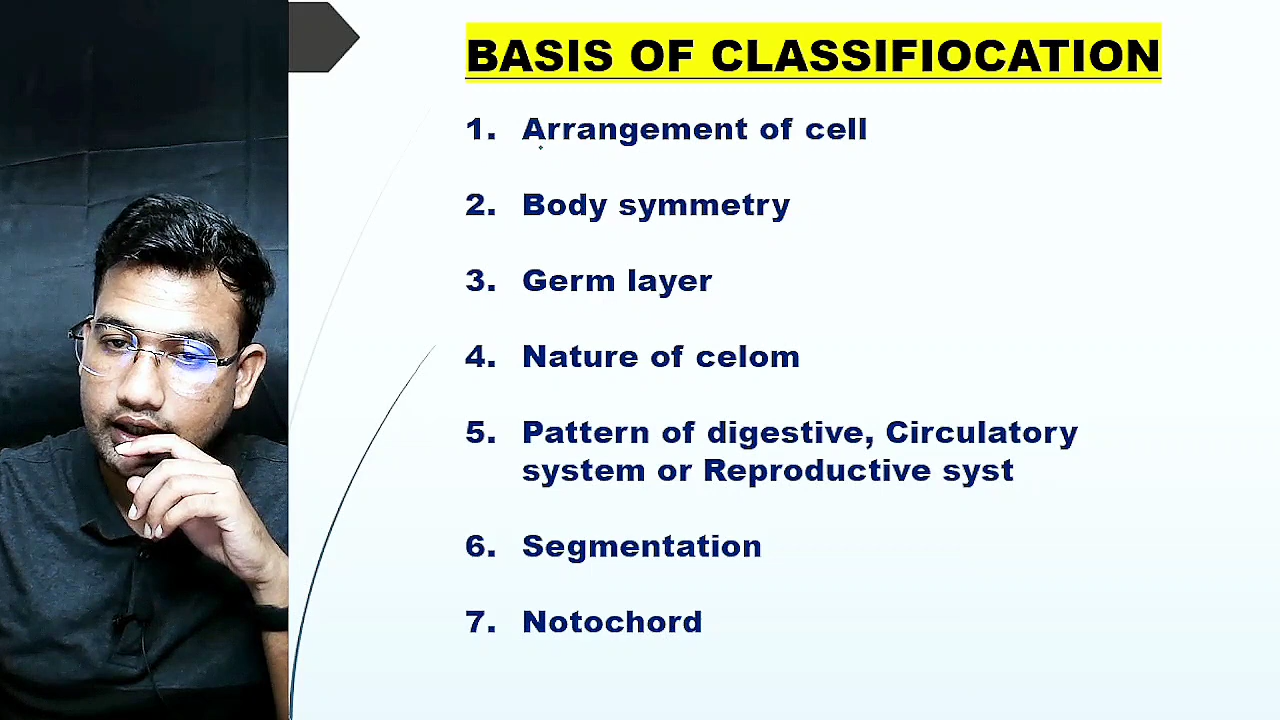 BASIS OF CLASSIFIOCATION
1. Arrangement of cell
2. Body symmetry
3. Germ layer
4. Nature of celom
5. Pattern of digestive, Circulatory
system or Reproductive syst
6. Segmentation
7. Notochord